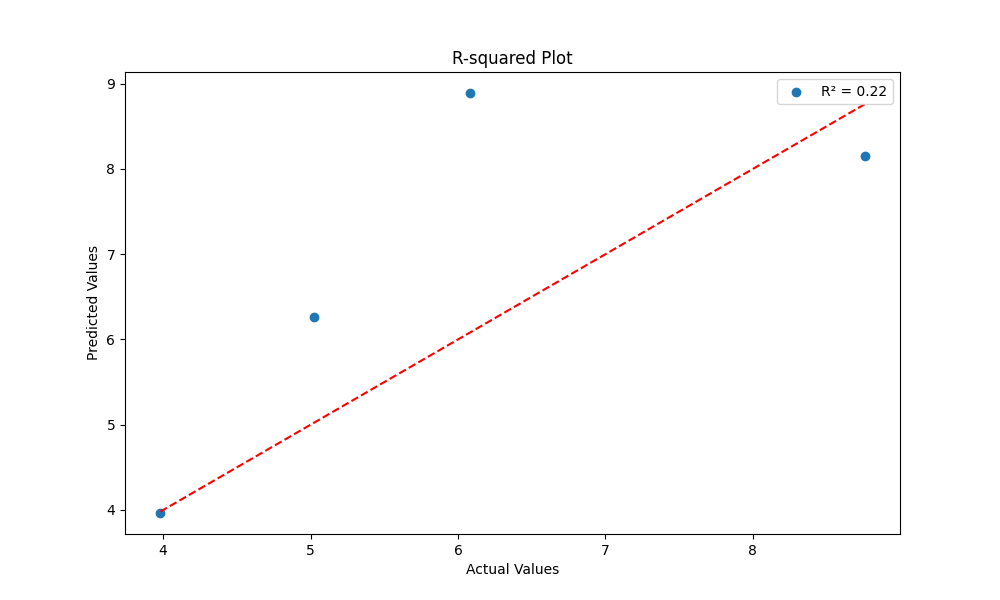 R-squared Plot
R² = 0.22
9
8
7
6
5
4
Predicted Values
4 5 6 7 8
Actual Values